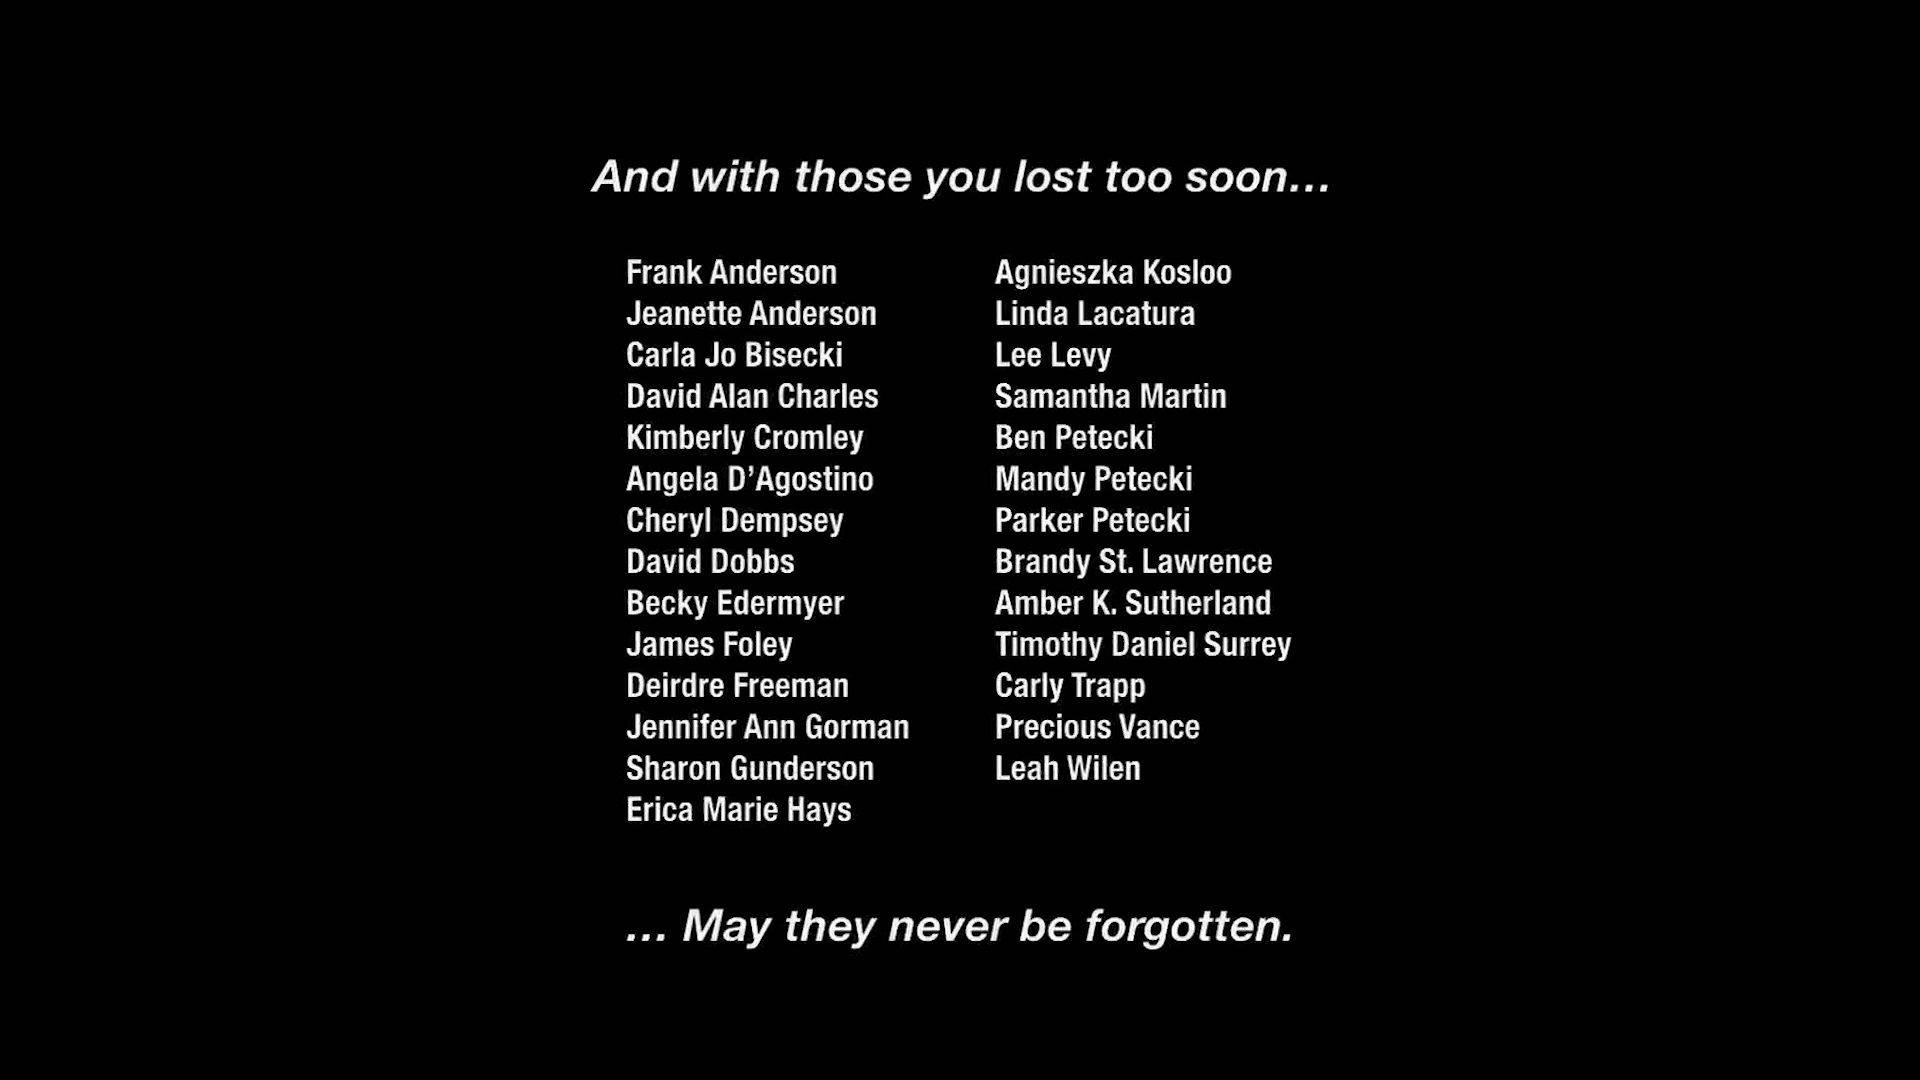 And with those you lost too soon...
Frank Anderson
Jeanette Anderson
Carla Jo Bisecki
David Alan Charles
Kimberly Cromley
Angela D’Agostino
Cheryl Dempsey
David Dobbs
Becky Edermyer
James Foley
Deirdre Freeman
Jennifer Ann Gorman
Sharon Gunderson
Erica Marie Hays
Agnieszka Kosloo
Linda Lacatura
Lee Levy
Samantha Martin
Ben Petecki
Mandy Petecki
Parker Petecki
Brandy St. Lawrence
Amber K. Sutherland
Timothy Daniel Surrey
Carly Trapp
Precious Vance
Leah Wilen
... May they never be forgotten.